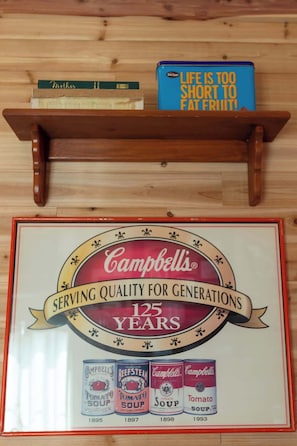 Mother
LIFE IS TOO
SHORT TO
EAT FRUIT!
Campbell's®
SERVING QUALITY FOR GENERATIONS
125
YEARS
TOMATO
SOUP
BEEFSTEAK
TOMATO
SOUP
Campbell's
SOUP
Campbell's
Tomato
SOUP
1895 1897 1898 1993